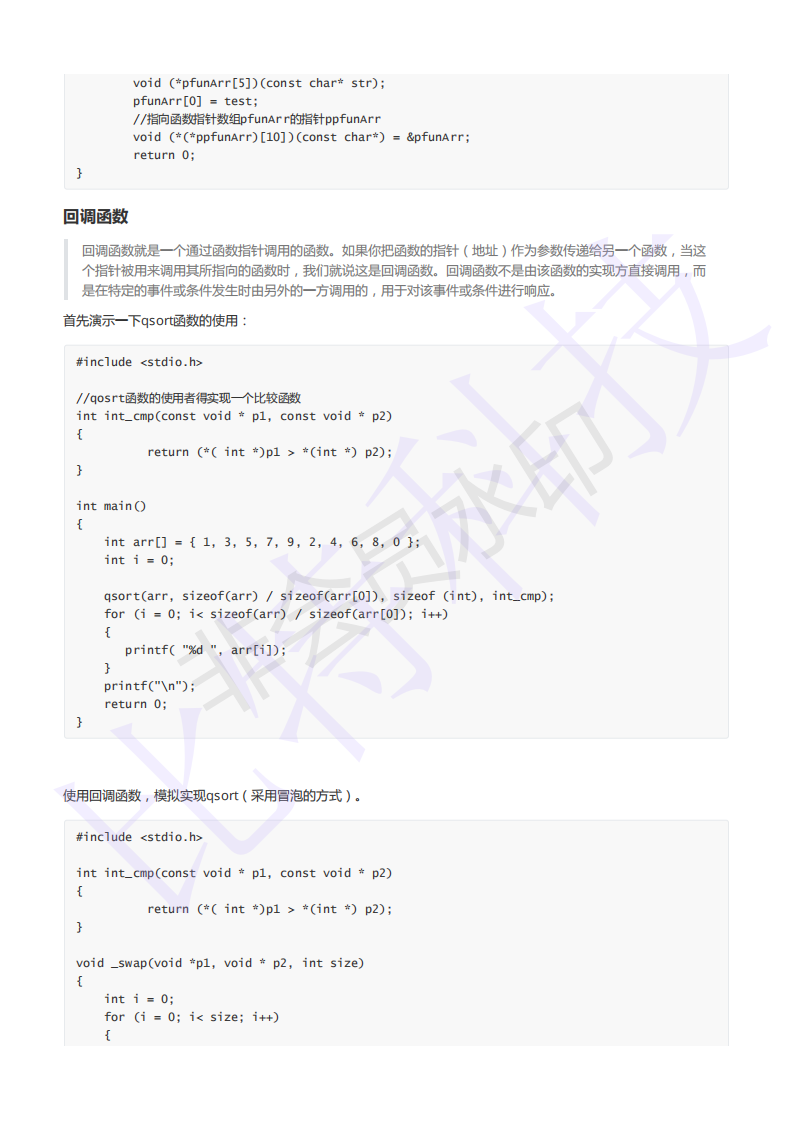 void (*pfunArr[5])(const char* str);
pfunArr[0] = test;
//指向函数指针数组pfunArr的指针ppfunArr
void (*(*ppfunArr)[10])(const char*) = &pfunArr;
return 0;
}
回调函数
回调函数就是一个通过函数指针调用的函数。如果你把函数的指针（地址）作为参数传递给另一个函数，当这
个指针被用来调用其所指向的函数时，我们就说这是回调函数。回调函数不是由该函数的实现方直接调用，而
是在特定的事件或条件发生时由另外的一方调用的，用于对该事件或条件进行响应。
首先演示一下qsort函数的使用：
#include <stdio.h>
//qosrt函数的使用者得实现一个比较函数
int int_cmp(const void * p1, const void * p2)
{
return (*( int *)p1 > *(int *) p2);
}
int main()
{
int arr[] = { 1, 3, 5, 7, 9, 2, 4, 6, 8, 0 };
int i = 0;
qsort(arr, sizeof(arr) / sizeof(arr[0]), sizeof (int), int_cmp);
for (i = 0; i< sizeof(arr) / sizeof(arr[0]); i++)
{
printf( "%d ", arr[i]);
}
printf("\n");
return 0;
}
使用回调函数，模拟实现qsort（采用冒泡的方式）。
#include <stdio.h>
int int_cmp(const void * p1, const void * p2)
{
return (*( int *)p1 > *(int *) p2);
}
void _swap(void *p1, void * p2, int size)
{
int i = 0;
for (i = 0; i< size; i++)
{
比特科技
非会员水印